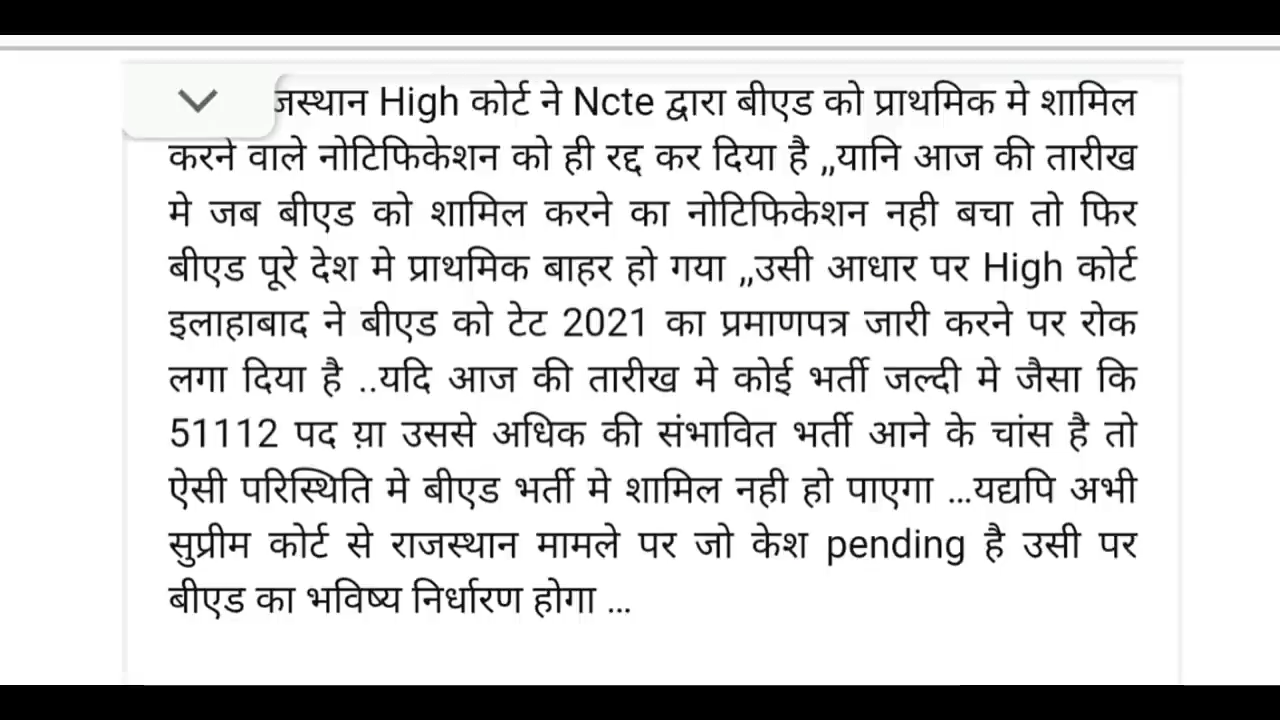 जस्थान High कोर्ट ने Ncte द्वारा बीएड को प्राथमिक मे शामिल
करने वाले नोटिफिकेशन को ही रद्द कर दिया है ,,यानि आज की तारीख
मे जब बीएड को शामिल करने का नोटिफिकेशन नही बचा तो फिर
बीएड पूरे देश मे प्राथमिक बाहर हो गया ,,उसी आधार पर High कोर्ट
इलाहाबाद ने बीएड को टेट 2021 का प्रमाणपत्र जारी करने पर रोक
लगा दिया है ..यदि आज की तारीख मे कोई भर्ती जल्दी मे जैसा कि
51112 पद य़ा उससे अधिक की संभावित भर्ती आने के चांस है तो
ऐसी परिस्थिति मे बीएड भर्ती मे शामिल नही हो पाएगा ...यद्यपि अभी
सुप्रीम कोर्ट से राजस्थान मामले पर जो केश pending है उसी पर
बीएड का भविष्य निर्धारण होगा ...